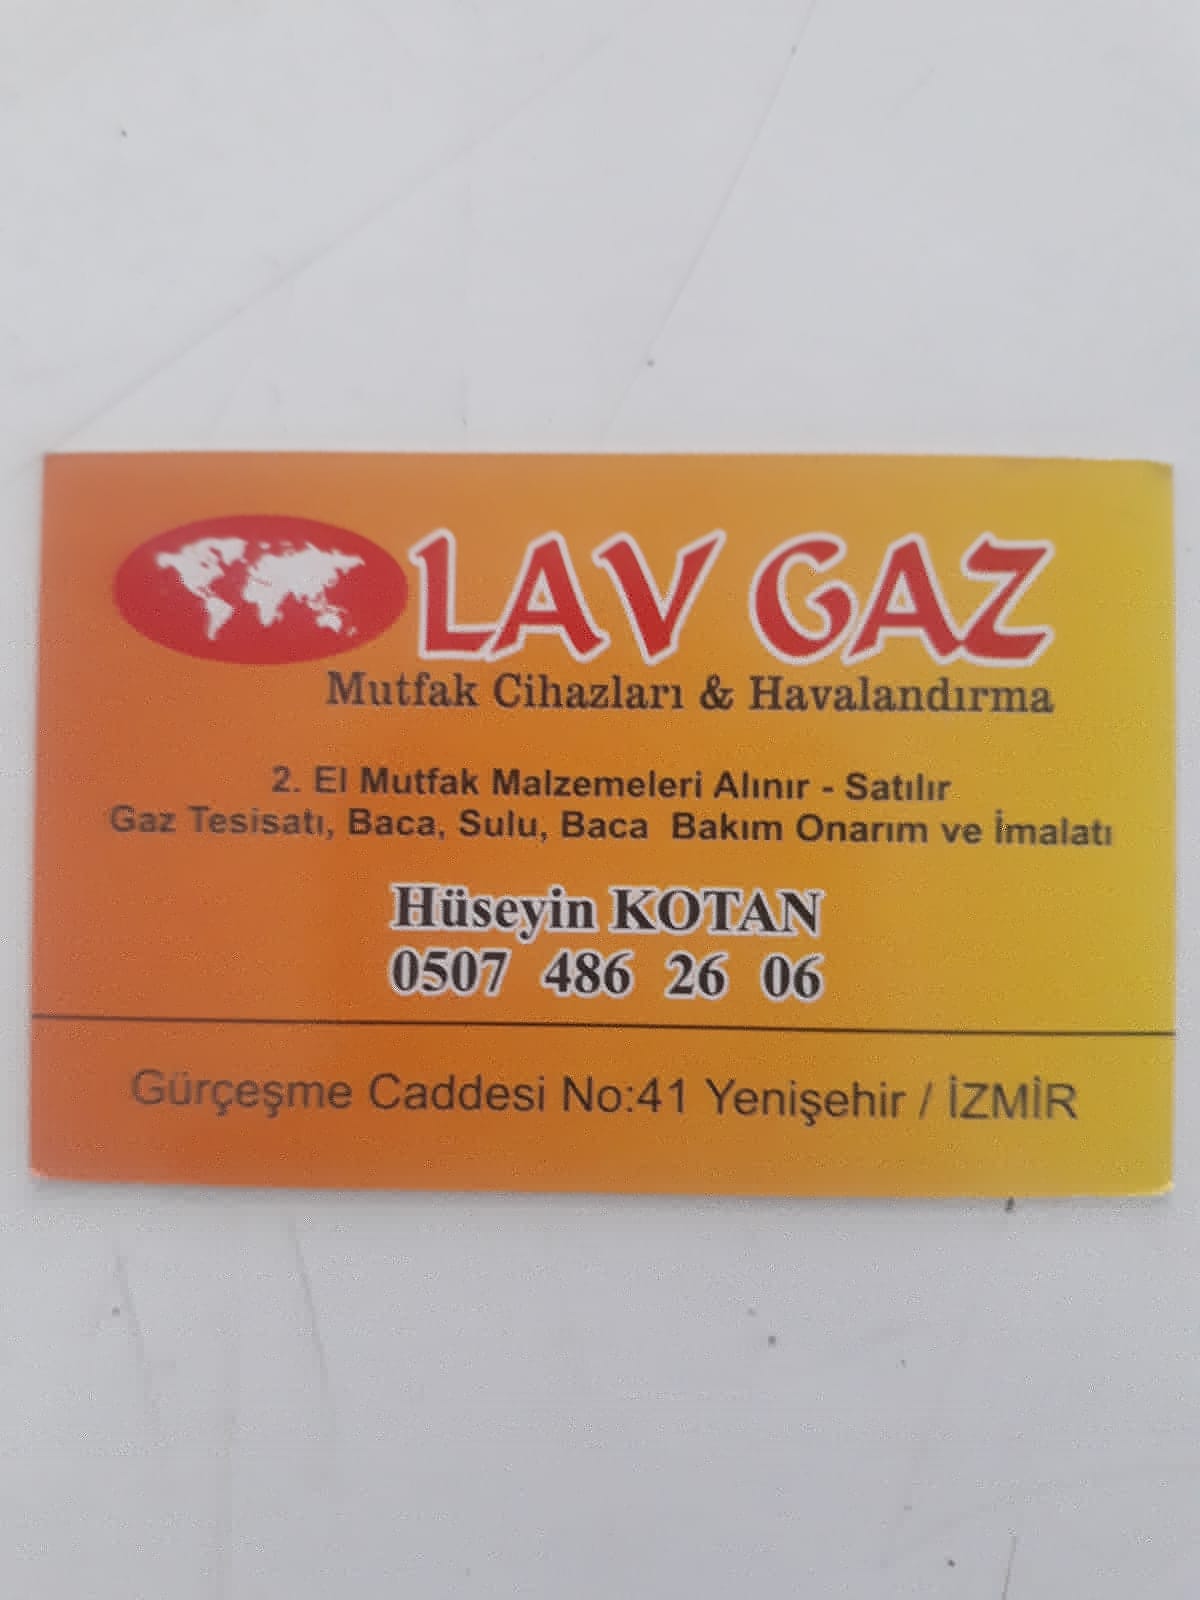 LAV GAZ
Mutfak Cihazları & Havalandırma
2. El Mutfak Malzemeleri Alınır - Satılır
Gaz Tesisatı, Baca, Sulu, Baca Bakım Onarım ve İmalatı
Hüseyin KOTAN
0507 486 26 06
Gürçeşme Caddesi No:41 Yenişehir / İZMİR